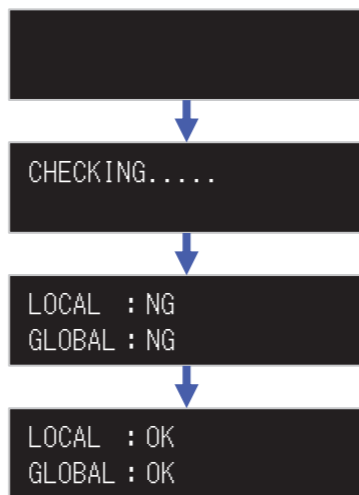 CHECKING.....
LOCAL  : NG
GLOBAL : NG
LOCAL  : OK
GLOBAL : OK